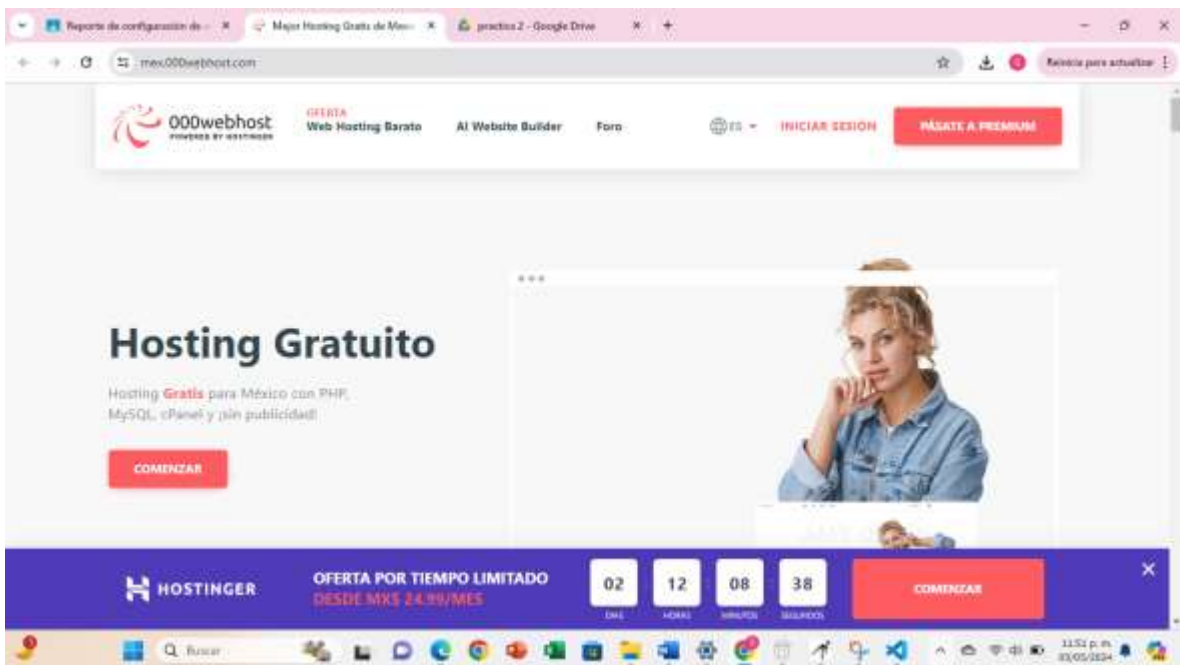 Reporte de configuración de
Mejor Hosting Gratis de Mexi
practica 2 - Google Drive
mex.000webhost.com
Reinicia para actualizar
000webhost
POWERED BY HOSTINGER
OFERTA
Web Hosting Barato
AI Website Builder
Foro
ES
INICIAR SESION
PÁSATE A PREMIUM
Hosting Gratuito
Hosting Gratis para México con PHP,
MySQL, cPanel y ¡sin publicidad!
COMENZAR
HOSTINGER
OFERTA POR TIEMPO LIMITADO
DESDE MX$ 24.99/MES
02
DIAS
12
HORAS
08
MINUTOS
38
SEGUNDOS
COMENZAR
Buscar
11:51 p. m.